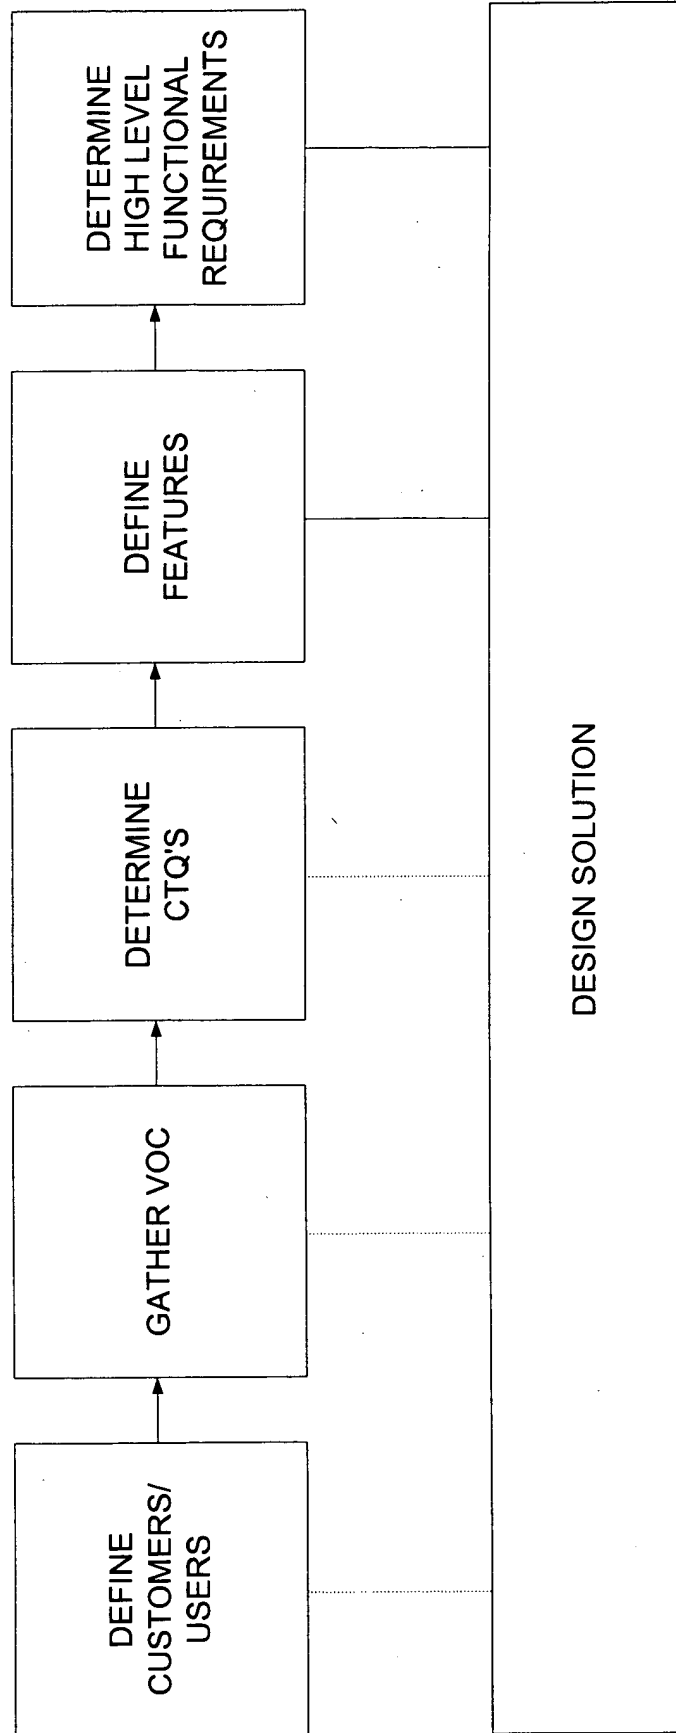 DEFINE
CUSTOMERS/
USERS
GATHER VOC
DETERMINE
CTQ'S
DEFINE
FEATURES
DETERMINE
HIGH LEVEL
FUNCTIONAL
REQUIREMENTS
DESIGN SOLUTION